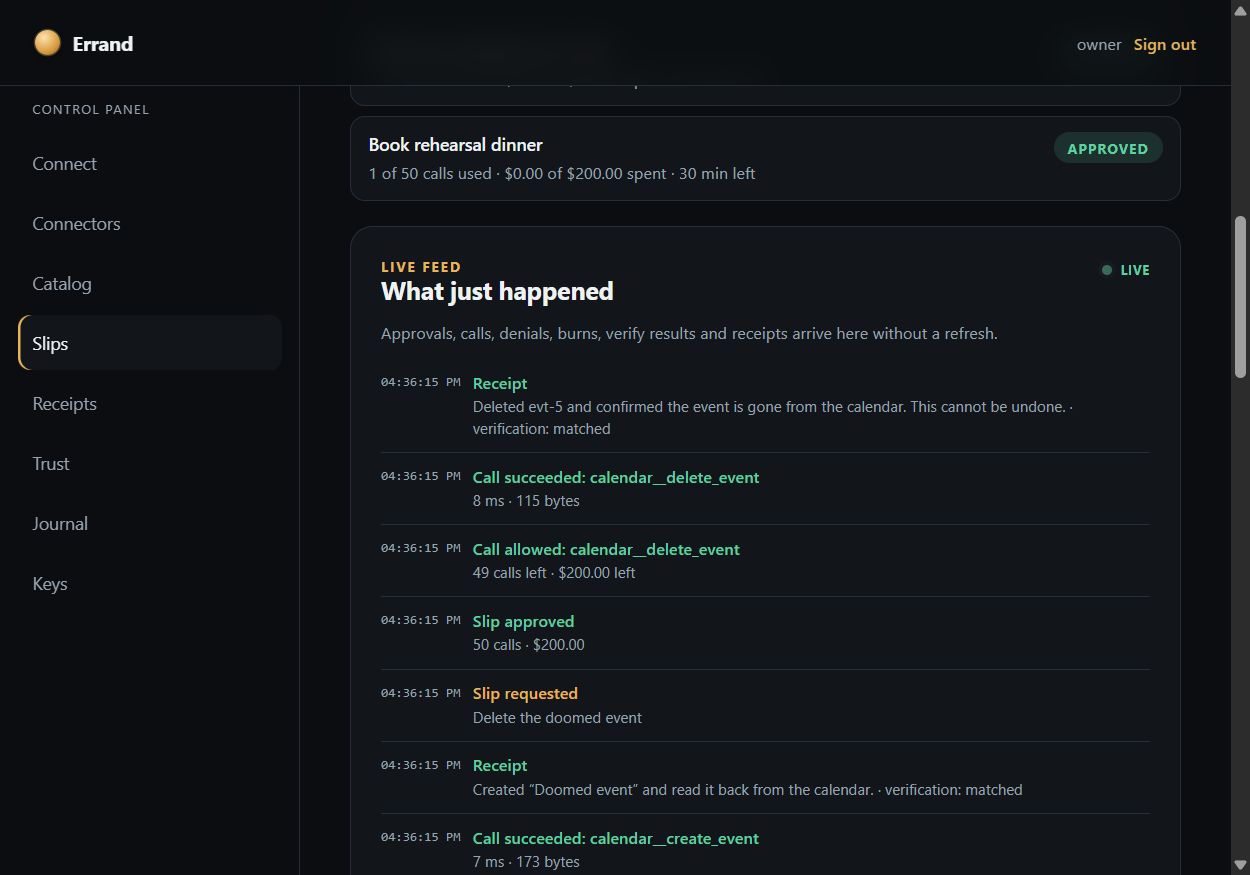 Errand
owner Sign out
CONTROL PANEL
Connect
Connectors
Catalog
Slips
Receipts
Trust
Journal
Keys
Book rehearsal dinner
APPROVED
1 of 50 calls used · $0.00 of $200.00 spent · 30 min left
LIVE FEED
LIVE
What just happened
Approvals, calls, denials, burns, verify results and receipts arrive here without a refresh.
04:36:15 PM Receipt
Deleted evt-5 and confirmed the event is gone from the calendar. This cannot be undone. ·
verification: matched
04:36:15 PM Call succeeded: calendar__delete_event
8 ms · 115 bytes
04:36:15 PM Call allowed: calendar__delete_event
49 calls left · $200.00 left
04:36:15 PM Slip approved
50 calls · $200.00
04:36:15 PM Slip requested
Delete the doomed event
04:36:15 PM Receipt
Created “Doomed event” and read it back from the calendar. · verification: matched
04:36:15 PM Call succeeded: calendar__create_event
7 ms · 173 bytes